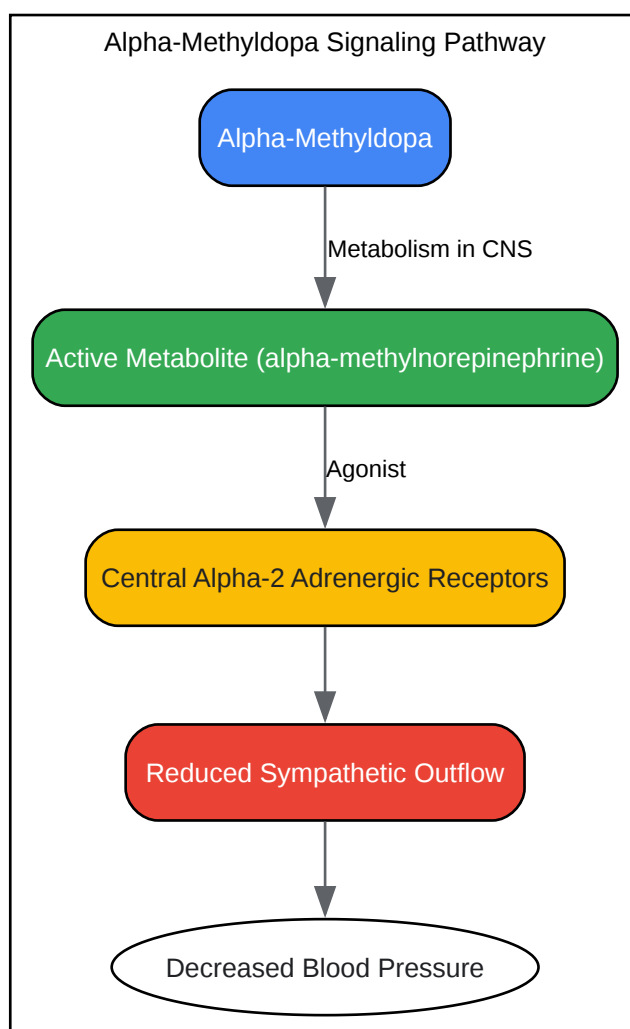 Alpha-Methyldopa Signaling Pathway
Alpha-Methyldopa
Metabolism in CNS
Active Metabolite (alpha-methylnorepinephrine)
Agonist
Central Alpha-2 Adrenergic Receptors
Reduced Sympathetic Outflow
Decreased Blood Pressure